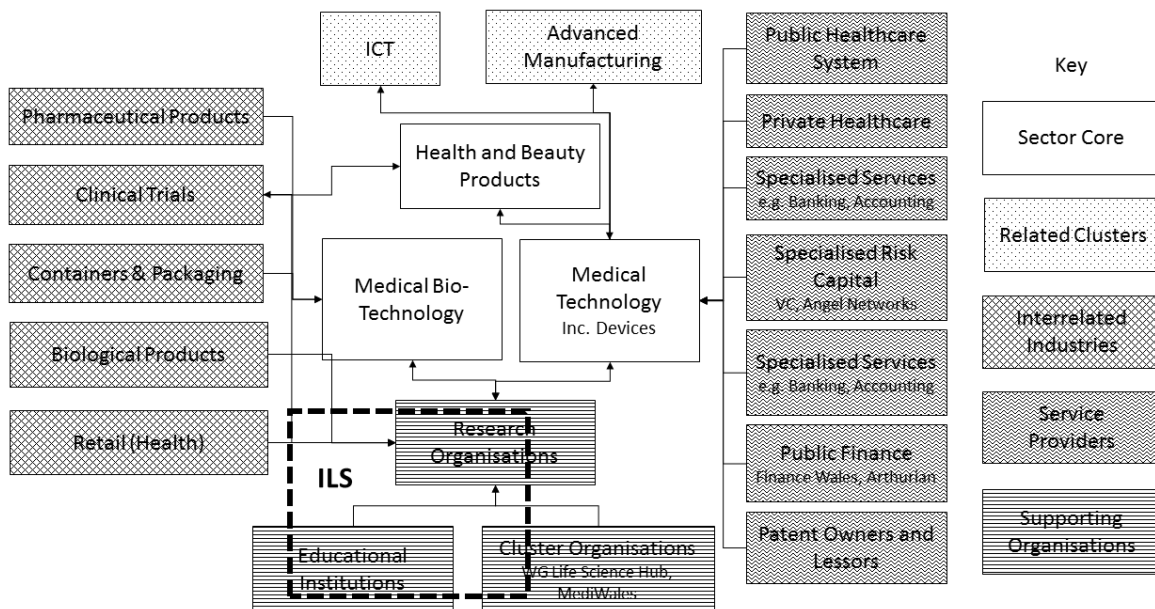 ICT
Advanced
Manufacturing
Pharmaceutical Products
Clinical Trials
Containers & Packaging
Biological Products
Retail (Health)
Health and Beauty
Products
Medical Bio-
Technology
Medical
Technology
Inc. Devices
Research
Organisations
ILS
Educational
Institutions
Cluster Organisations
WG Life Science Hub,
MediWales
Public Healthcare
System
Private Healthcare
Specialised Services
e.g. Banking, Accounting
Specialised Risk
Capital
VC, Angel Networks
Specialised Services
e.g. Banking, Accounting
Public Finance
Finance Wales, Arthurian
Patent Owners and
Lessors
Key
Sector Core
Related Clusters
Interrelated
Industries
Service
Providers
Supporting
Organisations